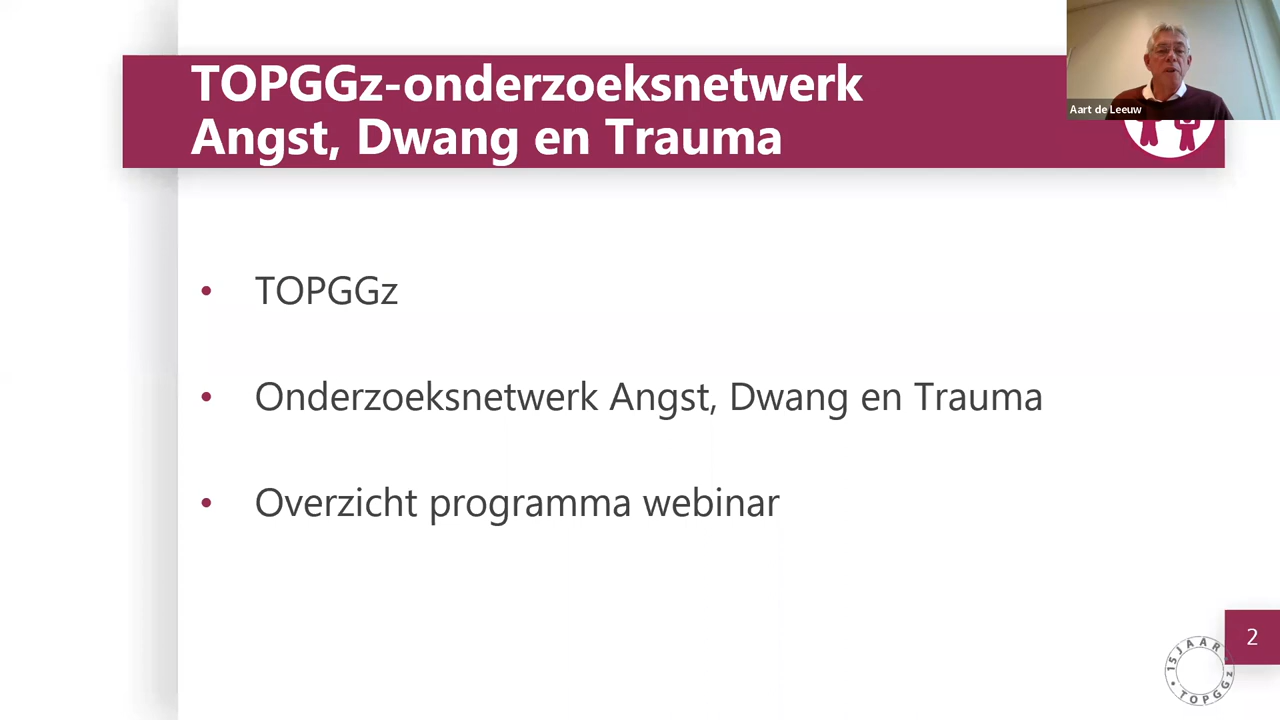 TOPGGz-onderzoeksnetwerk
Angst, Dwang en Trauma
Aart de Leeuw
• TOPGGz
• Onderzoeksnetwerk Angst, Dwang en Trauma
• Overzicht programma webinar
2
15 JAAR
TOPGGz